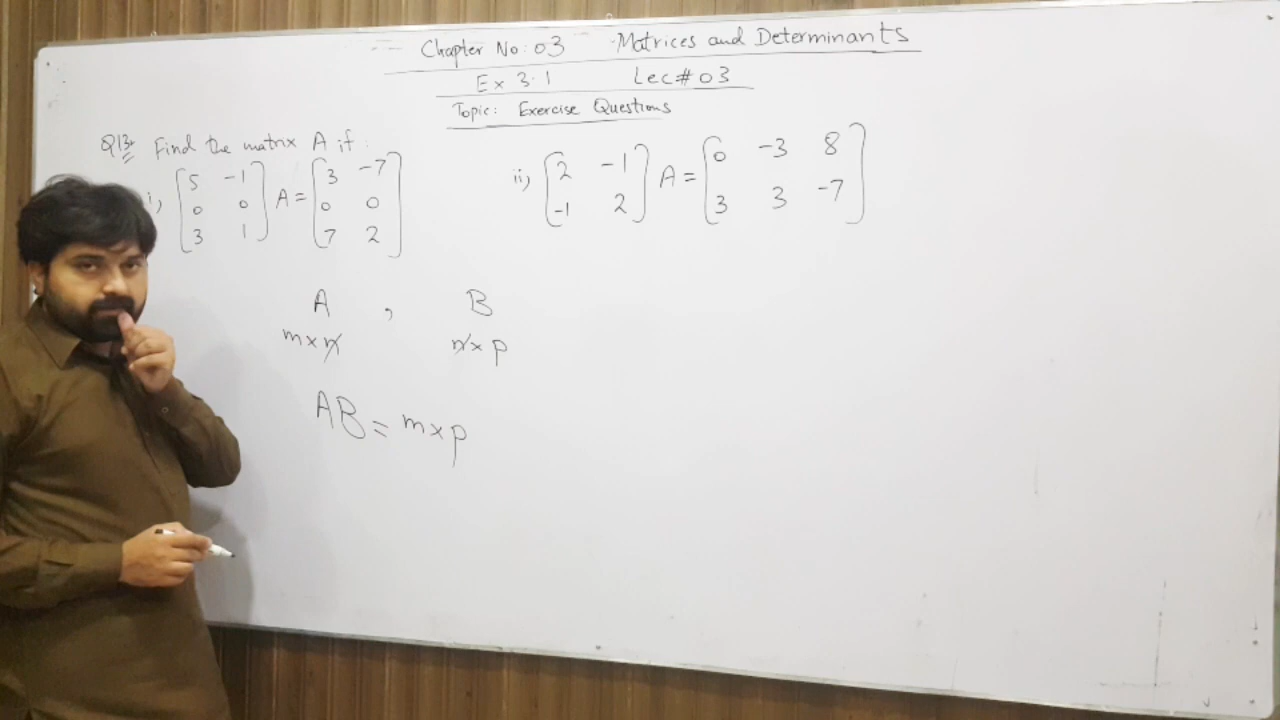 Chapter No: 03 Matrices and Determinants
Ex 3.1 Lec# 03
Topic: Exercise Questions
Q13: Find the matrix A if:
i) [5 -1; 0 0; 3 1] A = [3 -7; 0 0; 7 2]
ii) [2 -1; -1 2] A = [0 -3 8; 3 3 -7]
A , B
m×n n×p
AB = m×p